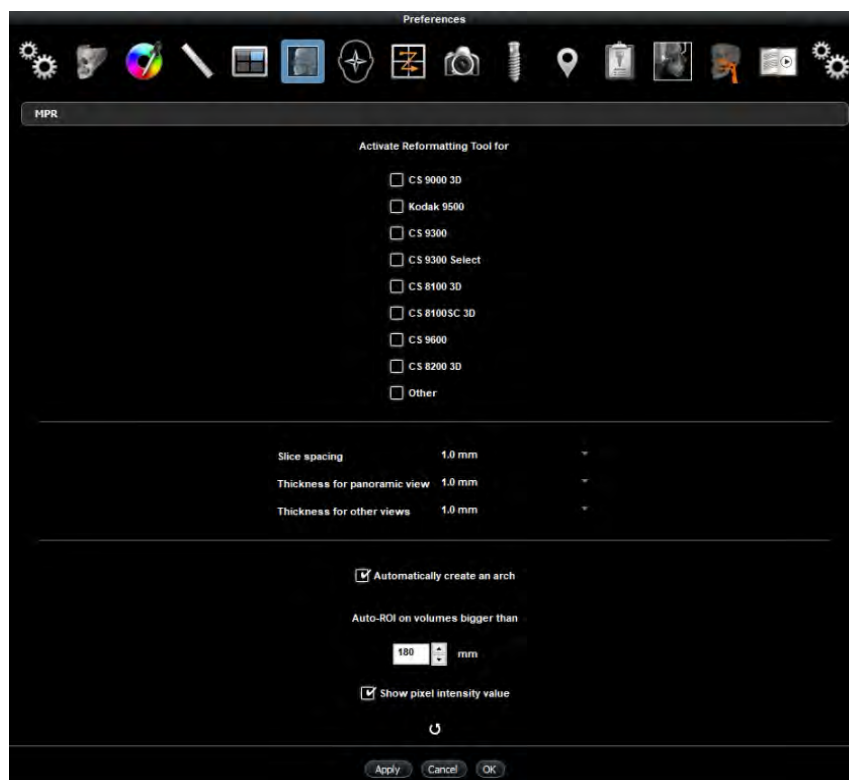 Preferences
MPR
Activate Reformatting Tool for
CS 9000 3D
Kodak 9500
CS 9300
CS 9300 Select
CS 8100 3D
CS 8100SC 3D
CS 9600
CS 8200 3D
Other
Slice spacing 1.0 mm
Thickness for panoramic view 1.0 mm
Thickness for other views 1.0 mm
Automatically create an arch
Auto-ROI on volumes bigger than
180 mm
Show pixel intensity value
Apply Cancel OK